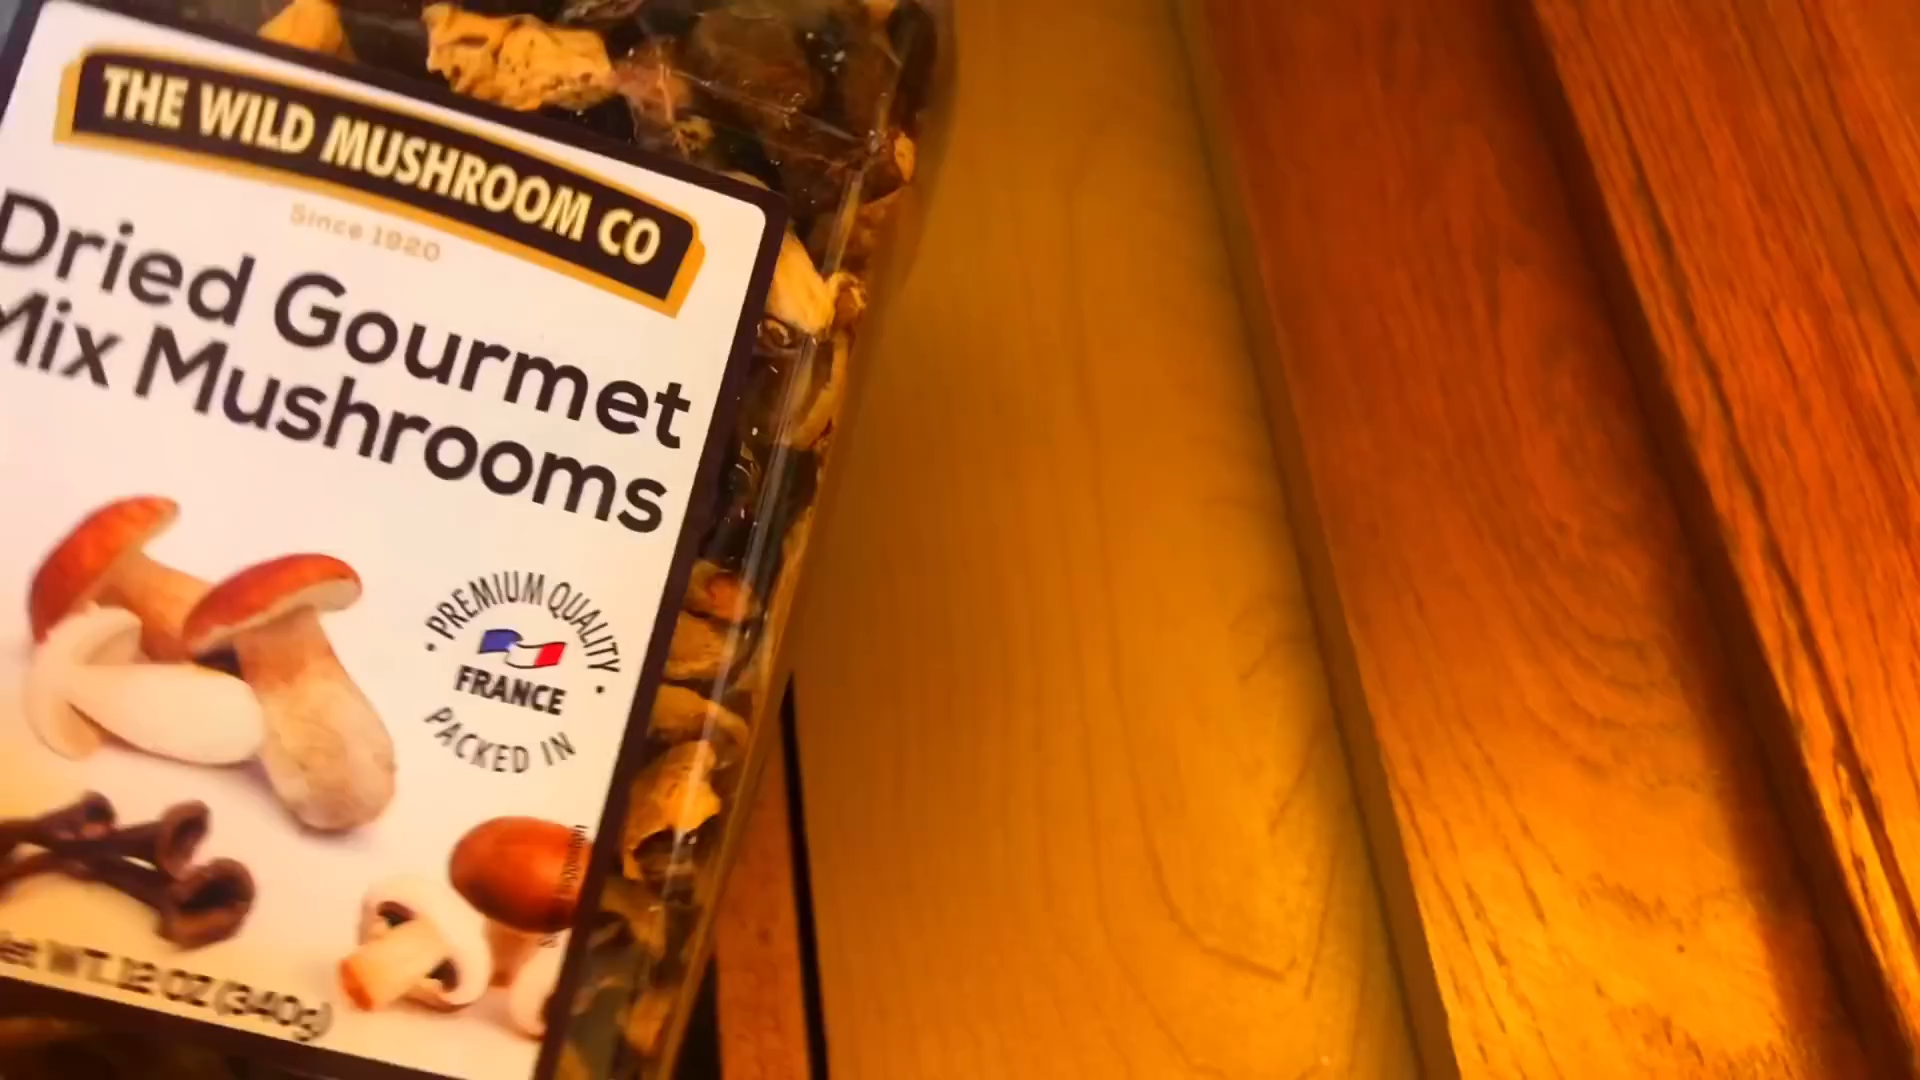 THE WILD MUSHROOM CO
Since 1920
Dried Gourmet
Mix Mushrooms
PREMIUM QUALITY
FRANCE
PACKED IN
Net WT. 12 OZ (340g)